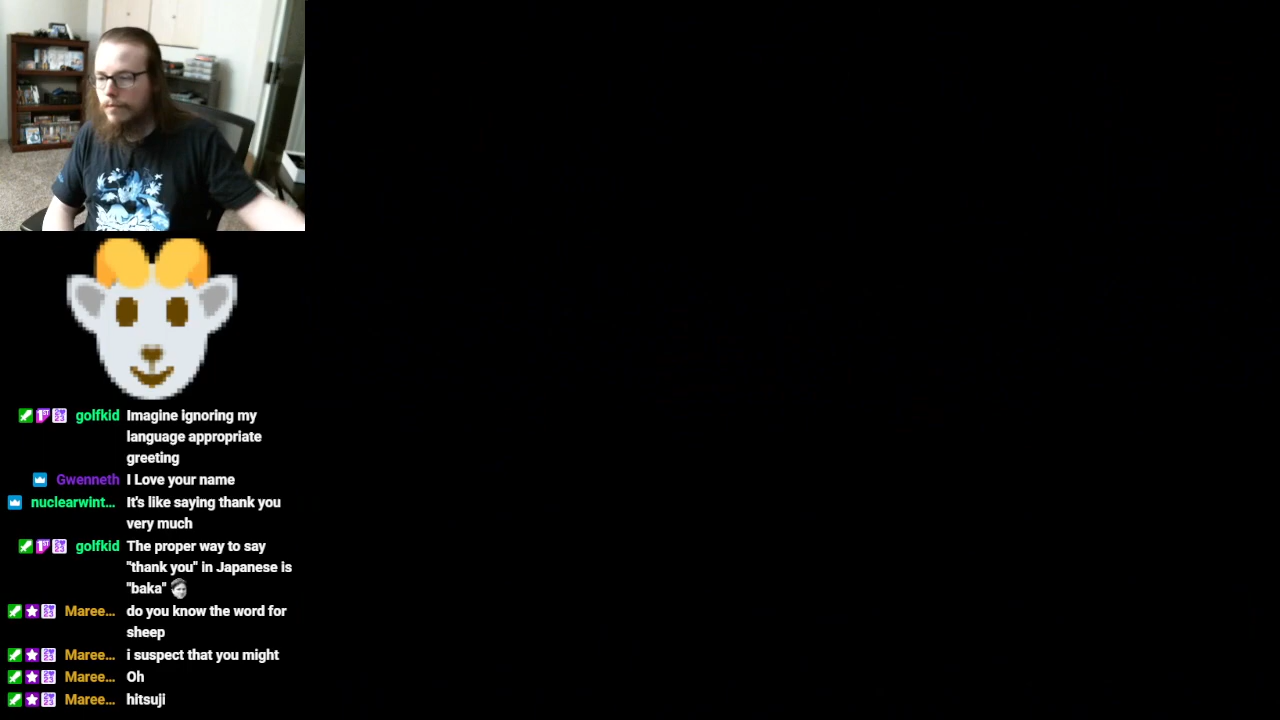 golfkid Imagine ignoring my
language appropriate
greeting
Gwenneth I Love your name
nuclearwint... It's like saying thank you
very much
golfkid The proper way to say
"thank you" in Japanese is
"baka"
Maree... do you know the word for
sheep
Maree... i suspect that you might
Maree... Oh
Maree... hitsuji